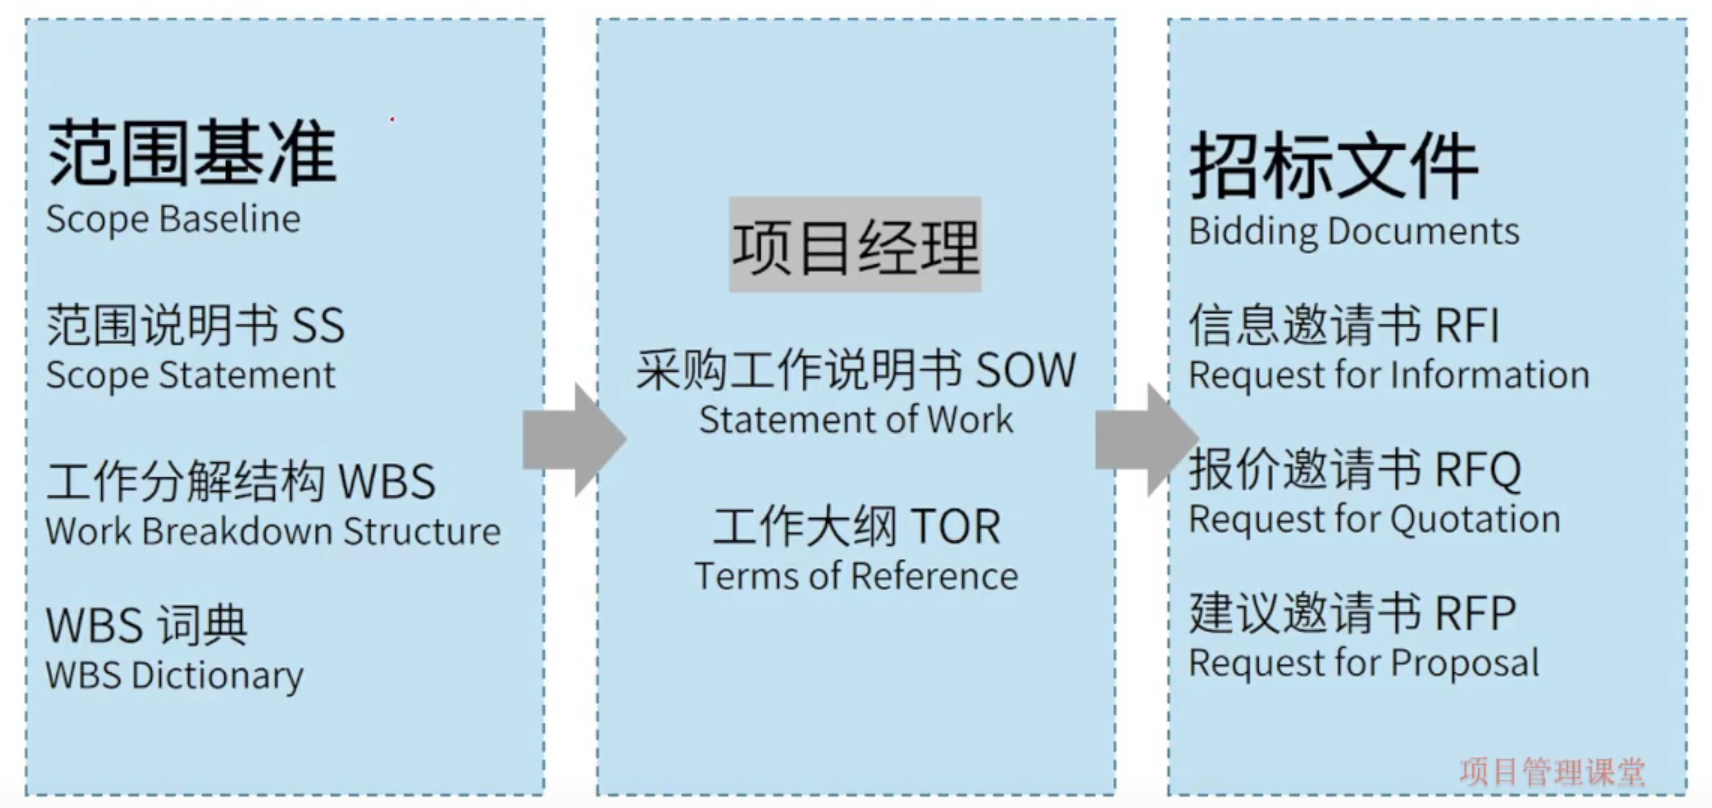 范围基准
Scope Baseline
范围说明书 SS
Scope Statement
工作分解结构 WBS
Work Breakdown Structure
WBS 词典
WBS Dictionary
项目经理
采购工作说明书 SOW
Statement of Work
工作大纲 TOR
Terms of Reference
招标文件
Bidding Documents
信息邀请书 RFI
Request for Information
报价邀请书 RFQ
Request for Quotation
建议邀请书 RFP
Request for Proposal
项目管理课堂